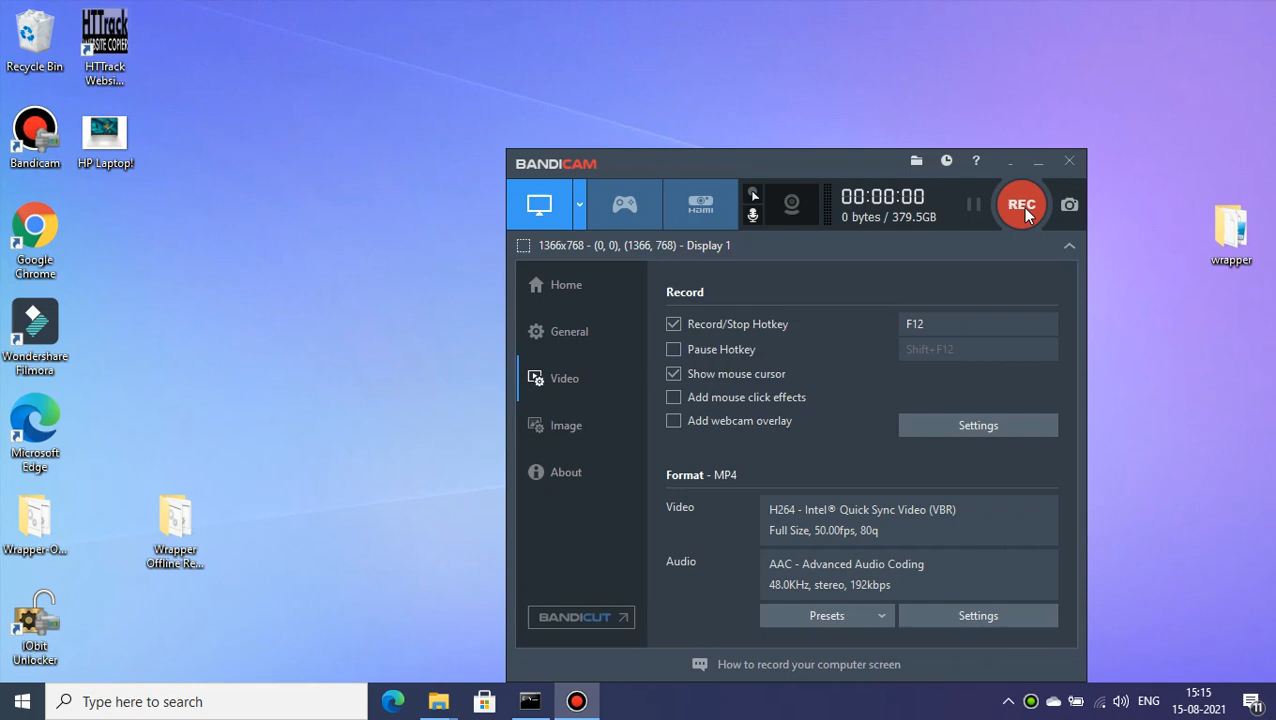 HTTrack
WEBSITE COPIER
Recycle Bin
HTTrack
Websi...
Bandicam
HP Laptop!
Google
Chrome
Wondershare
Filmora
Microsoft
Edge
Wrapper-O...
Wrapper
Offline Re...
IObit
Unlocker
wrapper
BANDICAM
HDMI
00:00:00
0 bytes / 379.5GB
REC
1366x768 - (0, 0), (1366, 768) - Display 1
Home
General
Video
Image
About
BANDICUT
Record
Record/Stop Hotkey
F12
Pause Hotkey
Shift+F12
Show mouse cursor
Add mouse click effects
Add webcam overlay
Settings
Format - MP4
Video
H264 - Intel® Quick Sync Video (VBR)
Full Size, 50.00fps, 80q
Audio
AAC - Advanced Audio Coding
48.0KHz, stereo, 192kbps
Presets
Settings
How to record your computer screen
Type here to search
ENG
15:15
15-08-2021
11